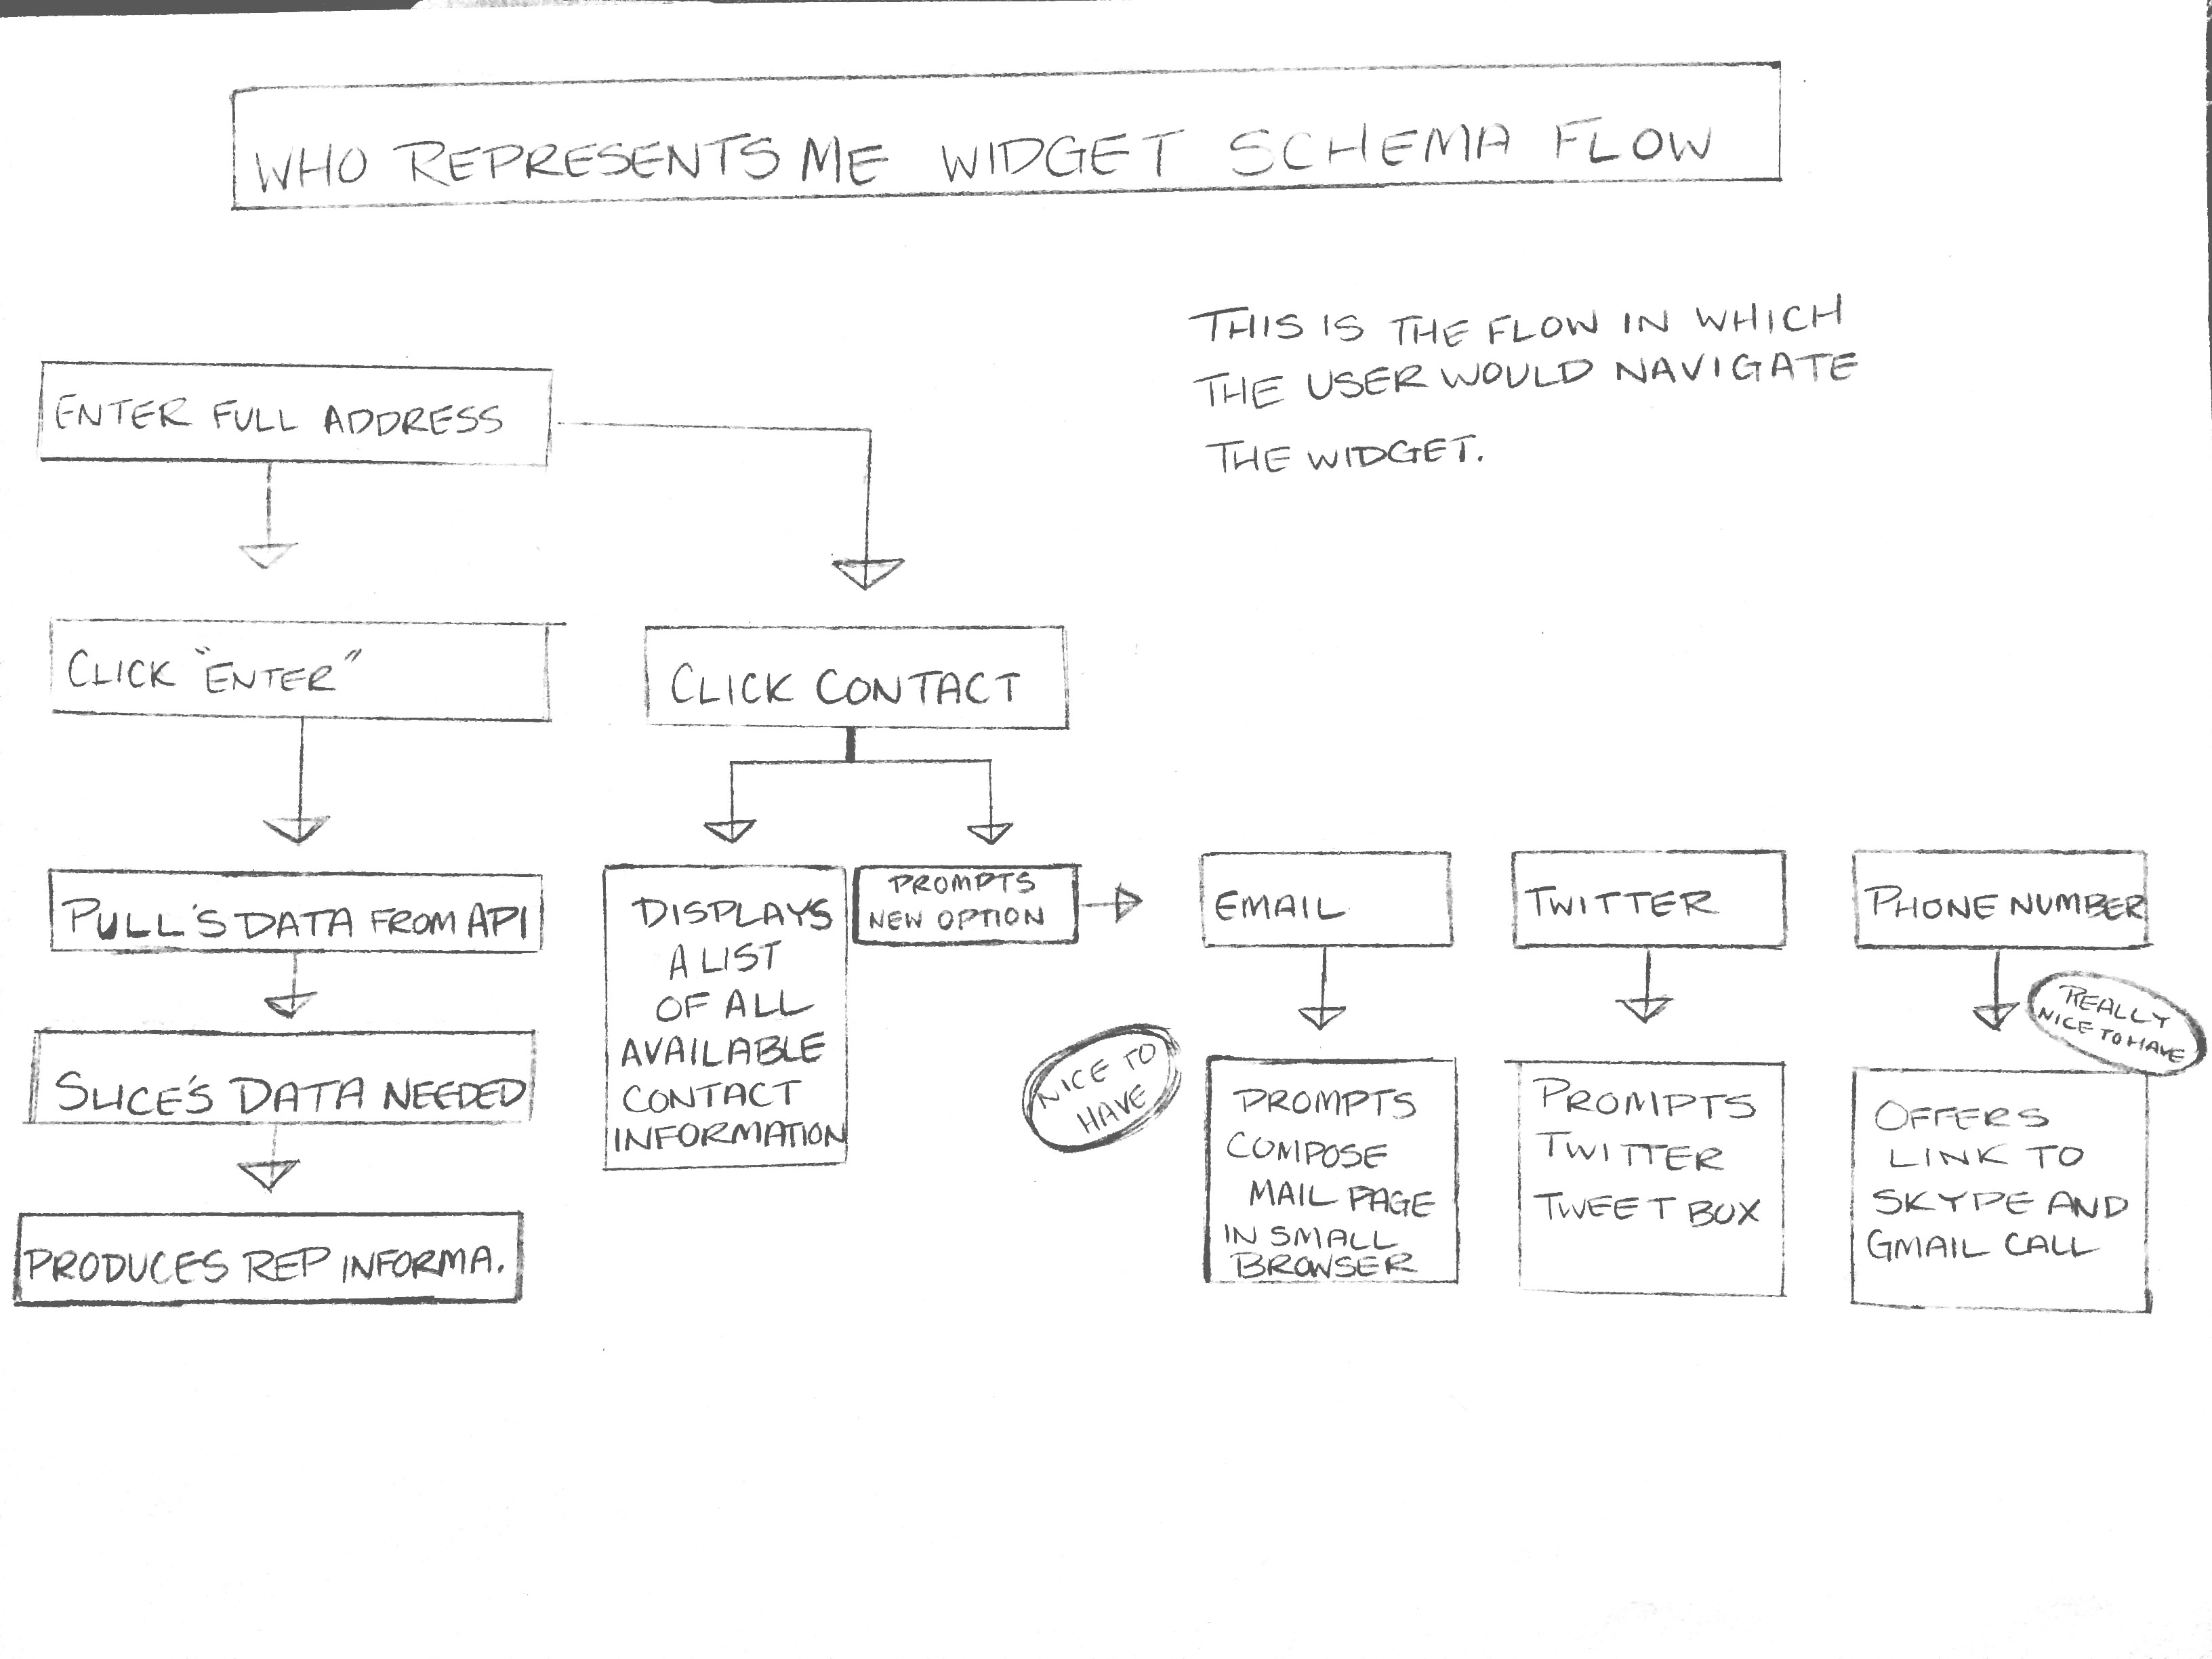 WHO REPRESENTS ME WIDGET SCHEMA FLOW
THIS IS THE FLOW IN WHICH
THE USER WOULD NAVIGATE
THE WIDGET.
ENTER FULL ADDRESS
CLICK "ENTER"
PULL'S DATA FROM API
SLICE'S DATA NEEDED
PRODUCES REP INFORMA.
CLICK CONTACT
DISPLAYS
A LIST
OF ALL
AVAILABLE
CONTACT
INFORMATION
PROMPTS
NEW OPTION
EMAIL
NICE TO
HAVE
PROMPTS
COMPOSE
MAIL PAGE
IN SMALL
BROWSER
TWITTER
PROMPTS
TWITTER
TWEET BOX
PHONE NUMBER
REALLY
NICE TO HAVE
OFFERS
LINK TO
SKYPE AND
GMAIL CALL